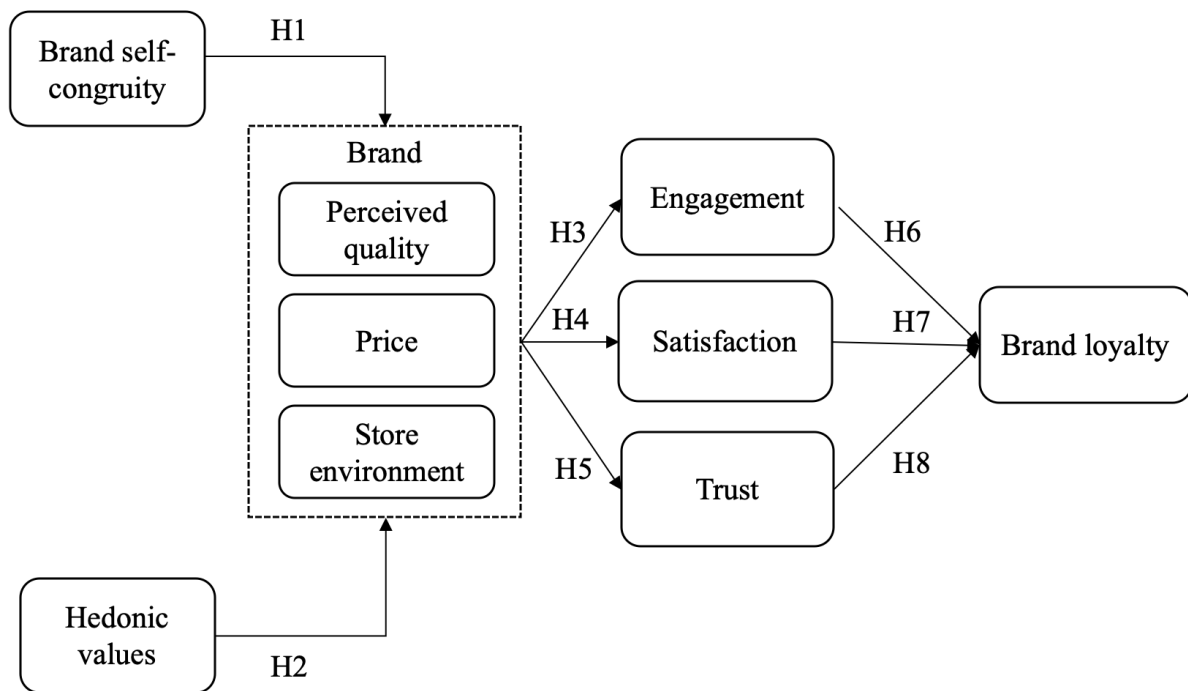 H1
Brand self-
congruity
Brand
Perceived
quality
Price
Store
environment
Hedonic
values
H2
H3
H4
H5
Engagement
Satisfaction
Trust
H6
H7
H8
Brand loyalty